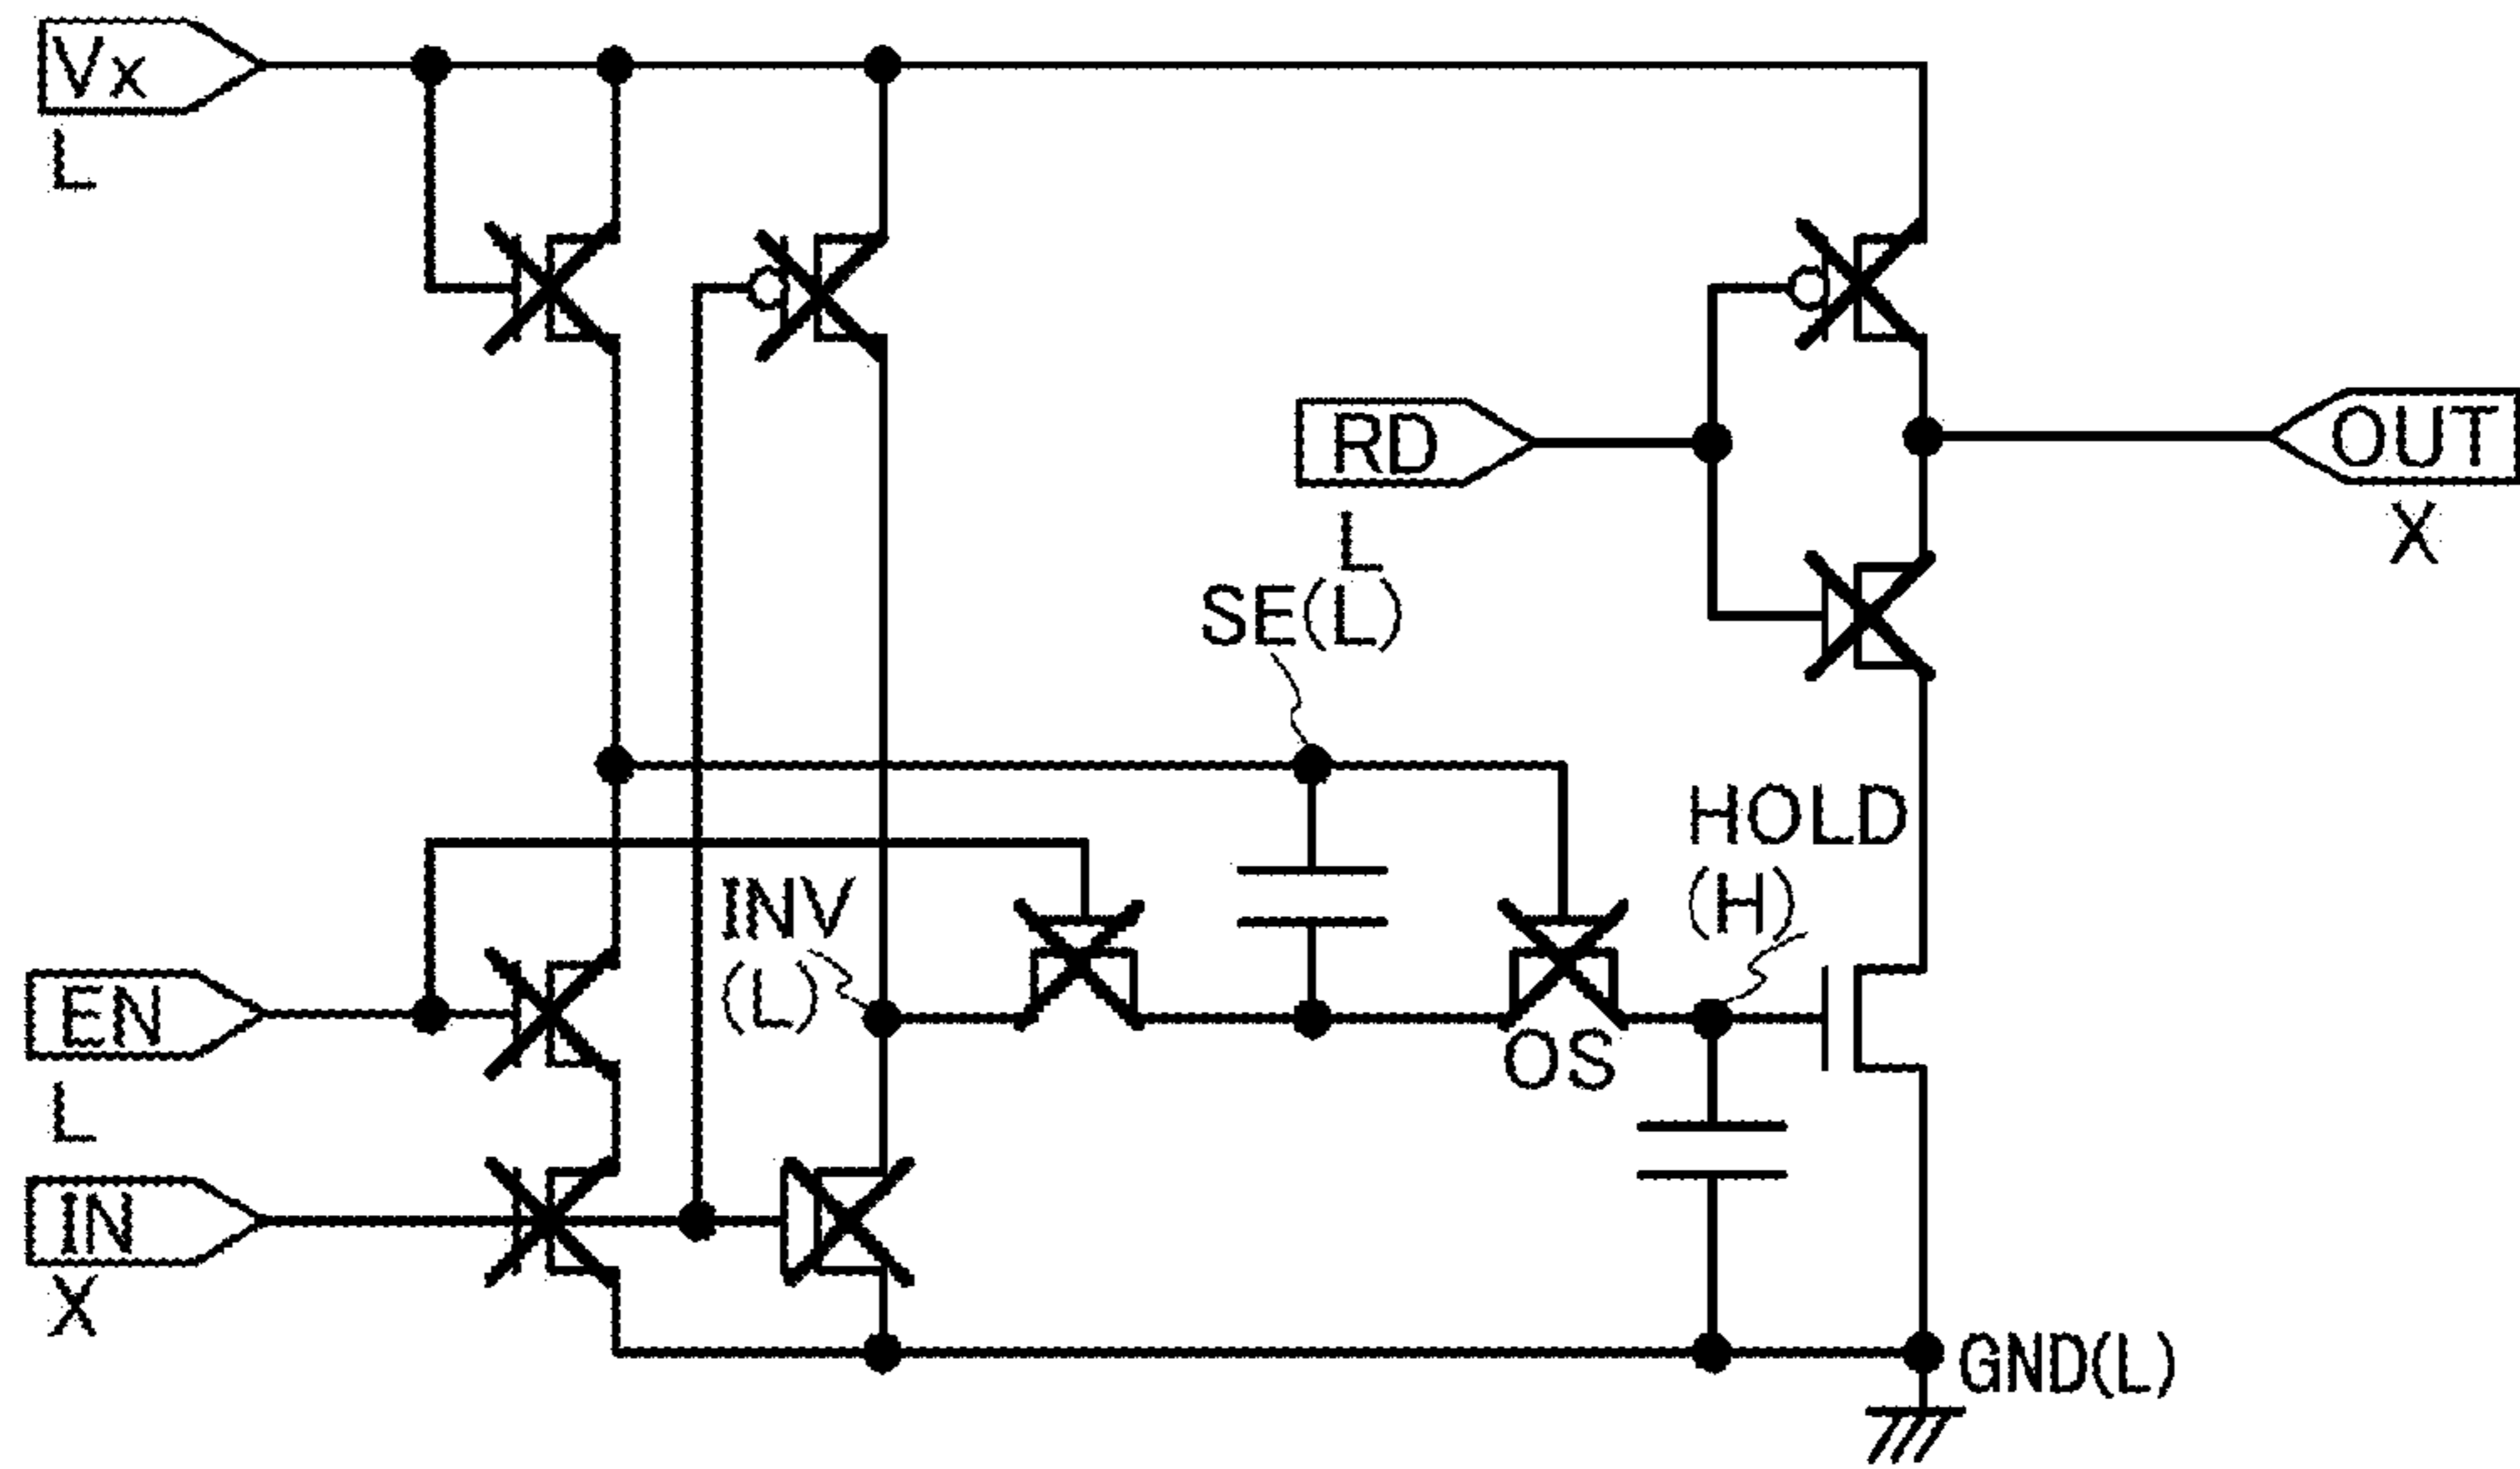 Vx
L
RD
L
OUT
X
SE(L)
HOLD
(H)
INV
(L)
EN
L
OS
IN
X
GND(L)